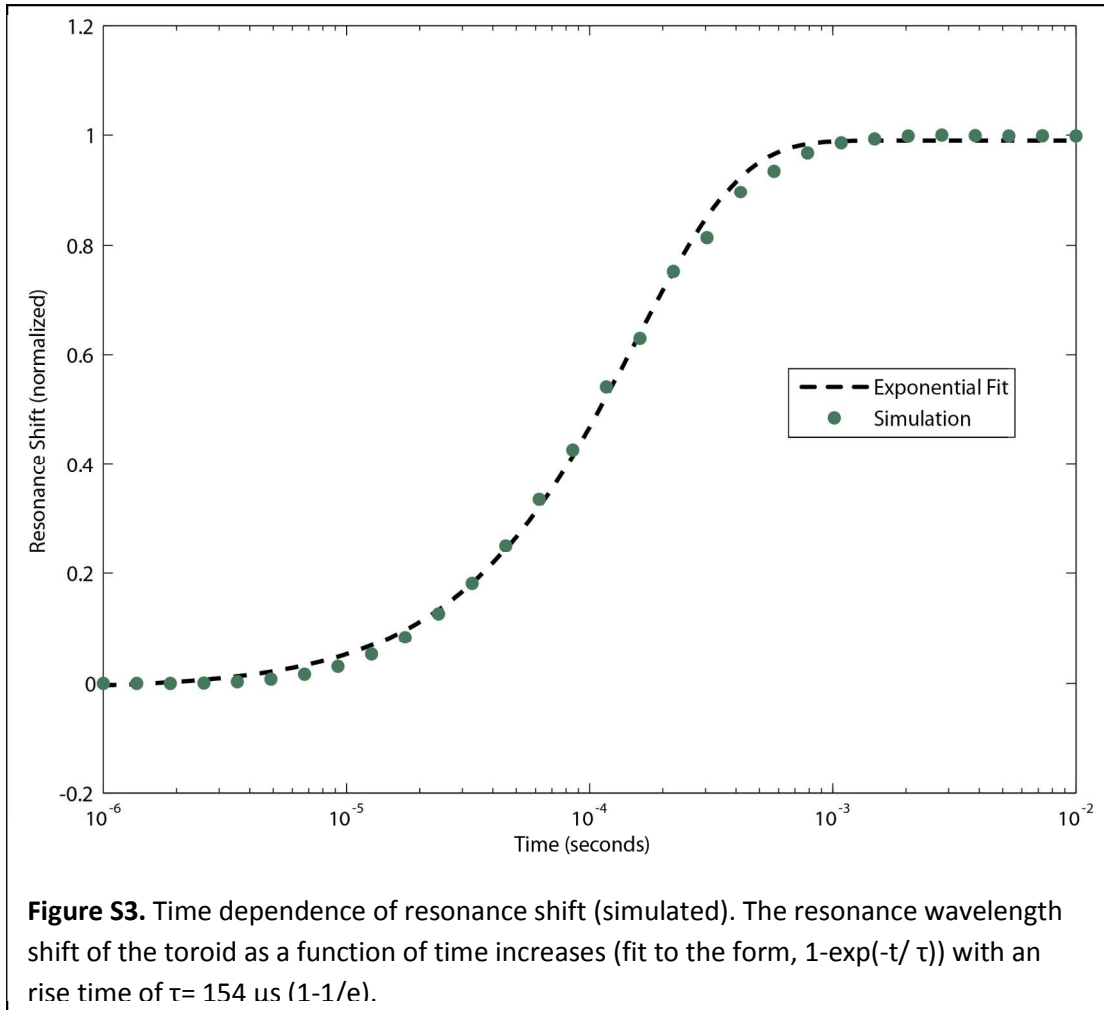 1.2
1
0.8
0.6
0.4
0.2
0
-0.2
Resonance Shift (normalized)
Exponential Fit
Simulation
10⁻⁶ 10⁻⁵ 10⁻⁴ 10⁻³ 10⁻²
Time (seconds)
Figure S3. Time dependence of resonance shift (simulated). The resonance wavelength
shift of the toroid as a function of time increases (fit to the form, 1-exp(-t/ τ)) with an
rise time of τ= 154 µs (1-1/e).